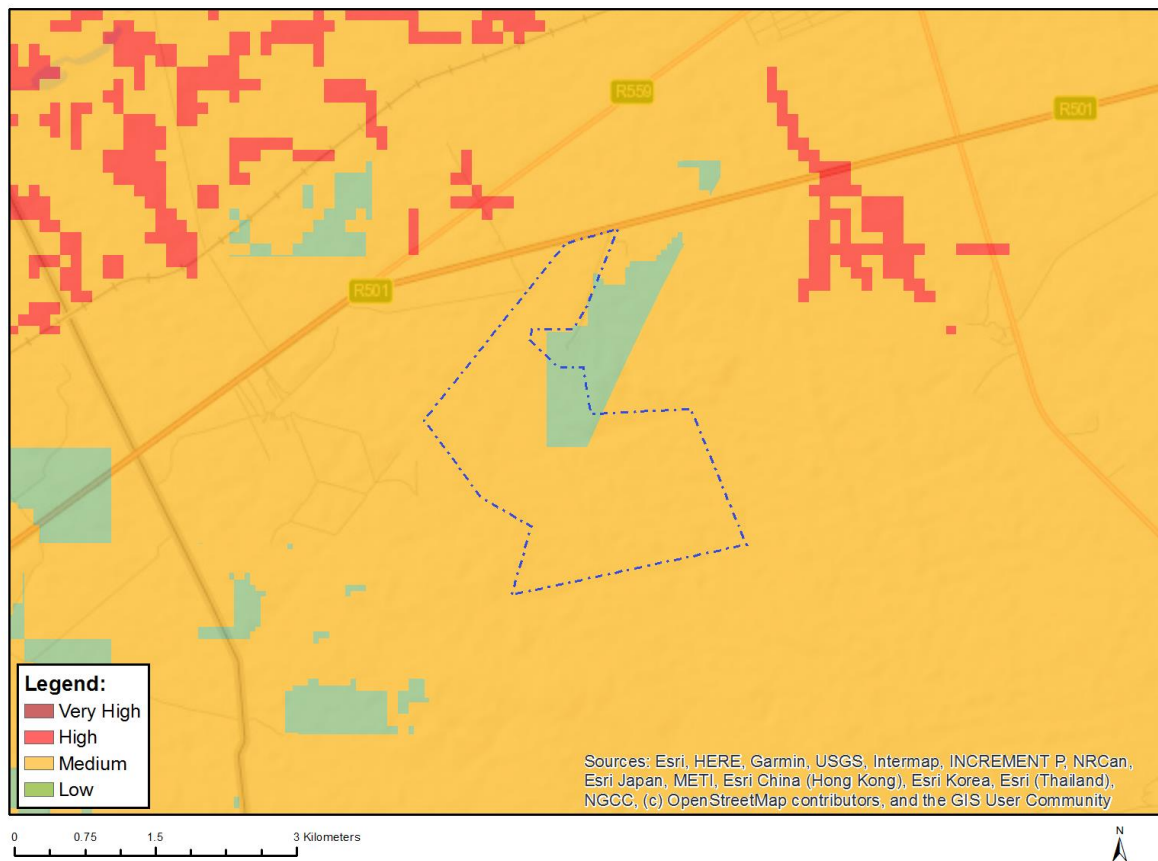 R559
R501
R501
Legend:
Very High
High
Medium
Low
Sources: Esri, HERE, Garmin, USGS, Intermap, INCREMENT P, NRCan,
Esri Japan, METI, Esri China (Hong Kong), Esri Korea, Esri (Thailand),
NGCC, (c) OpenStreetMap contributors, and the GIS User Community
0 0.75 1.5 3 Kilometers
N